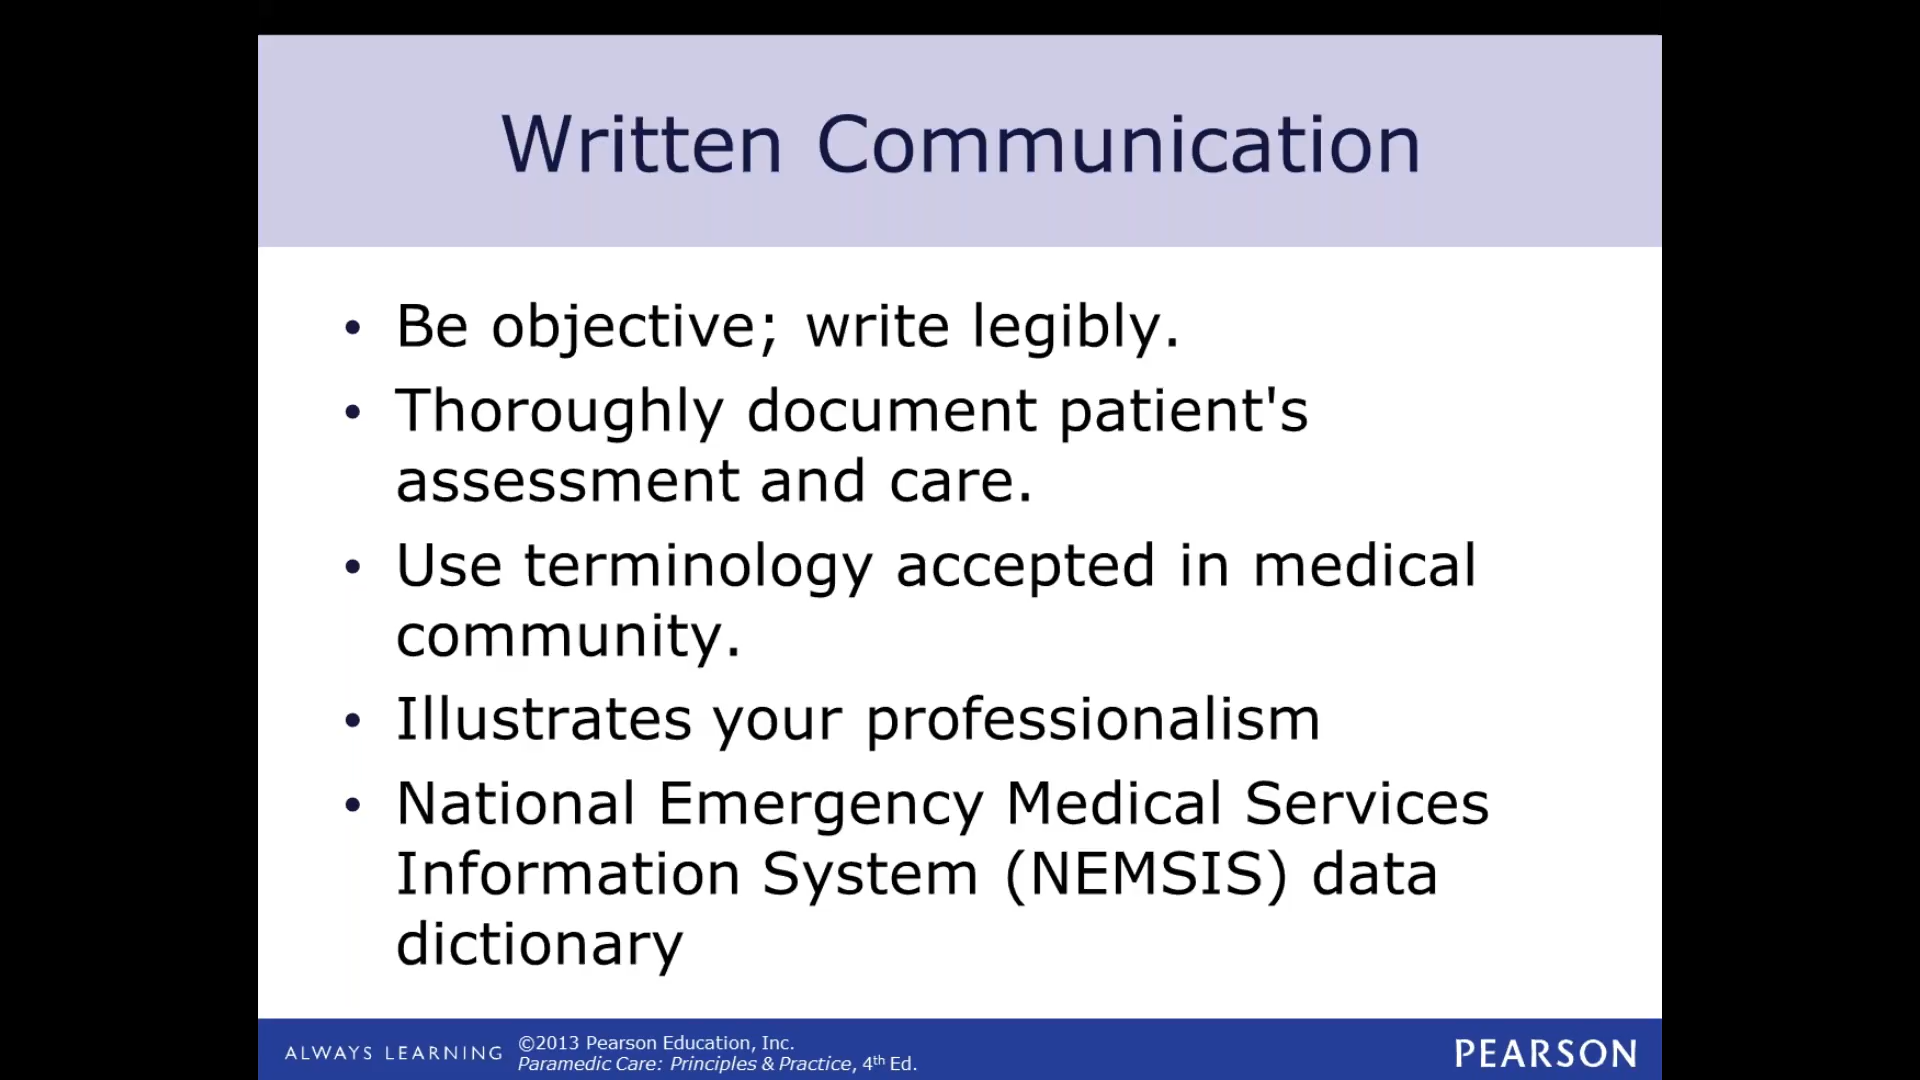 Written Communication
• Be objective; write legibly.
• Thoroughly document patient's
assessment and care.
• Use terminology accepted in medical
community.
• Illustrates your professionalism
• National Emergency Medical Services
Information System (NEMSIS) data
dictionary
ALWAYS LEARNING
©2013 Pearson Education, Inc.
Paramedic Care: Principles & Practice, 4th Ed.
PEARSON